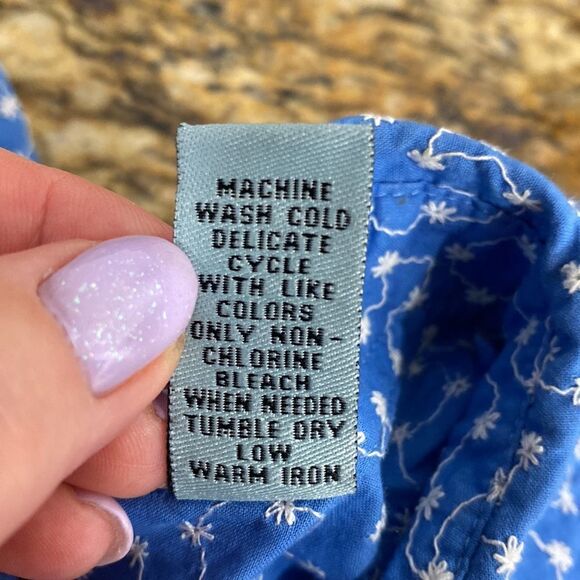 MACHINE
WASH COLD
DELICATE
CYCLE
WITH LIKE
COLORS
ONLY NON-
CHLORINE
BLEACH
WHEN NEEDED
TUMBLE DRY
LOW
WARM IRON